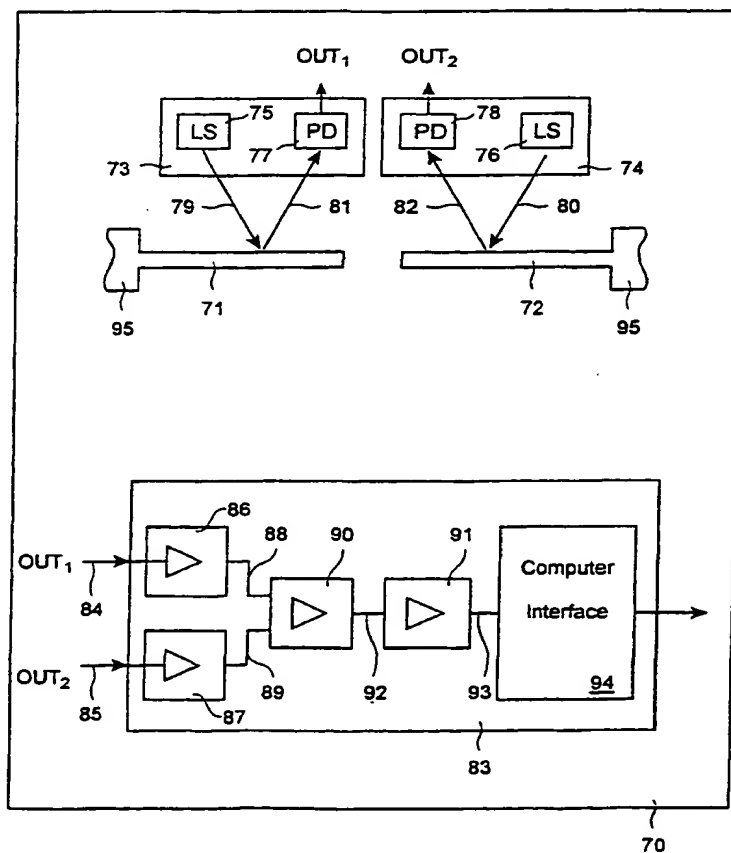 OUT1 OUT2
75 78
LS PD PD LS
73 77 76 74
79 81 82 80
71 72
95 95
86
90 91
88
OUT1
84
Computer
Interface
OUT2
85
89 92 93 94
87
83
70